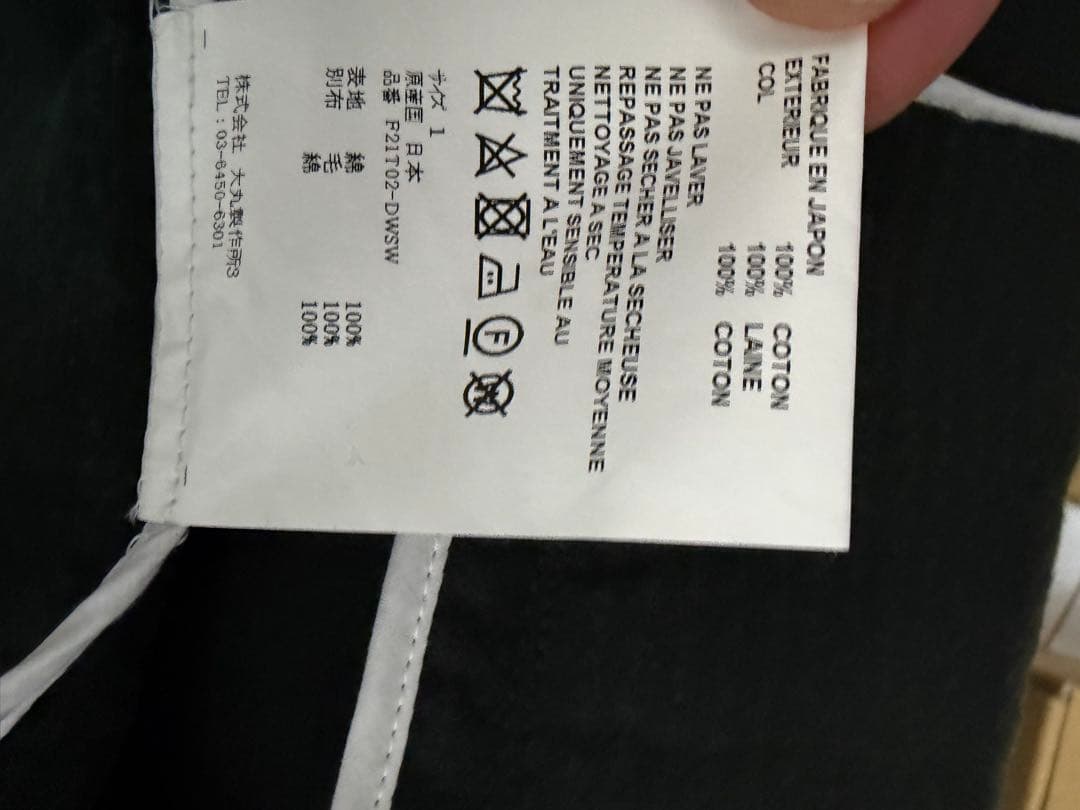 FABRIQUE EN JAPON
EXTERIEUR 100% COTON
100% LAINE
COL 100% COTON
NE PAS LAVER
NE PAS JAVELLISER
NE PAS SECHER A LA SECHEUSE
REPASSAGE TEMPERATURE MOYENNE
NETTOYAGE A SEC
UNIQUEMENT SENSIBLE AU
TRAITMENT A L'EAU
F
W
サイズ 1
原産国 日本
品番 F21T02-DWSW
表地 綿 100%
毛 100%
別布 綿 100%
株式会社 大丸製作所3
TEL:03-6450-6301